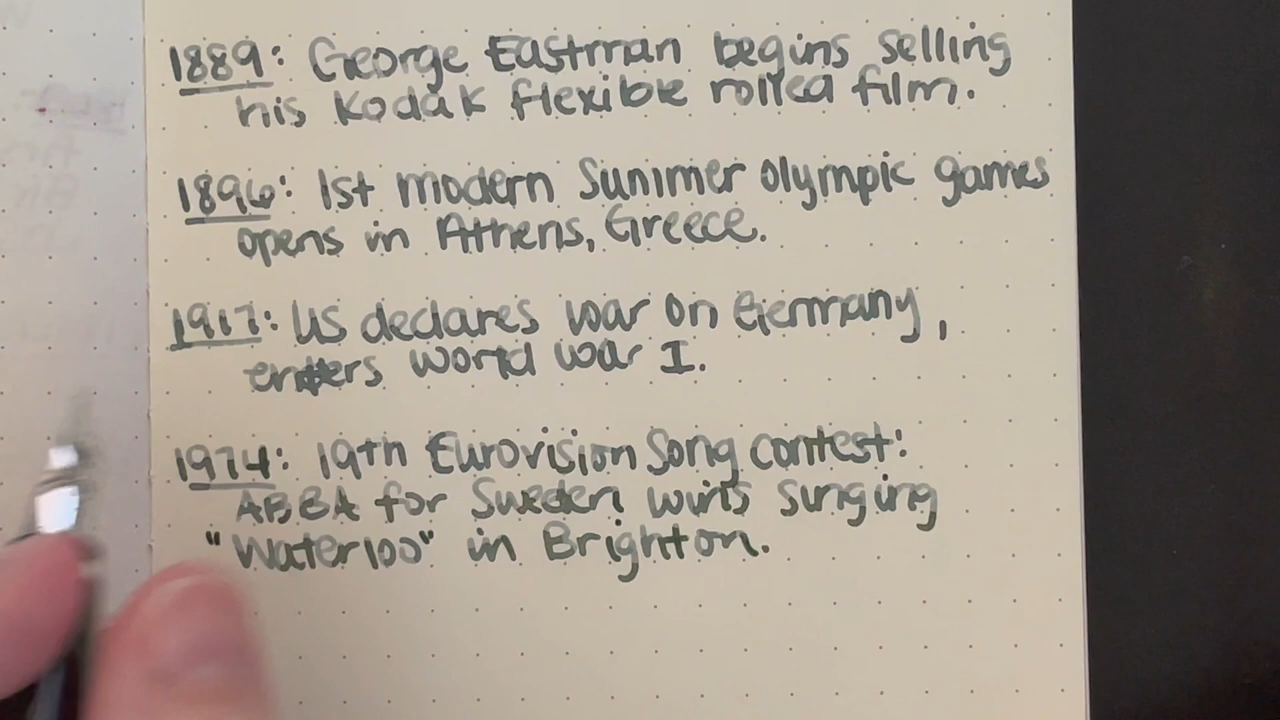 1889: George Eastman begins selling
his Kodak flexible rolled film.
1896: 1st modern Summer Olympic games
opens in Athens, Greece.
1917: US declares war on Germany,
enters World War I.
1974: 19th Eurovision Song contest:
ABBA for Sweden wins singing
"Waterloo" in Brighton.